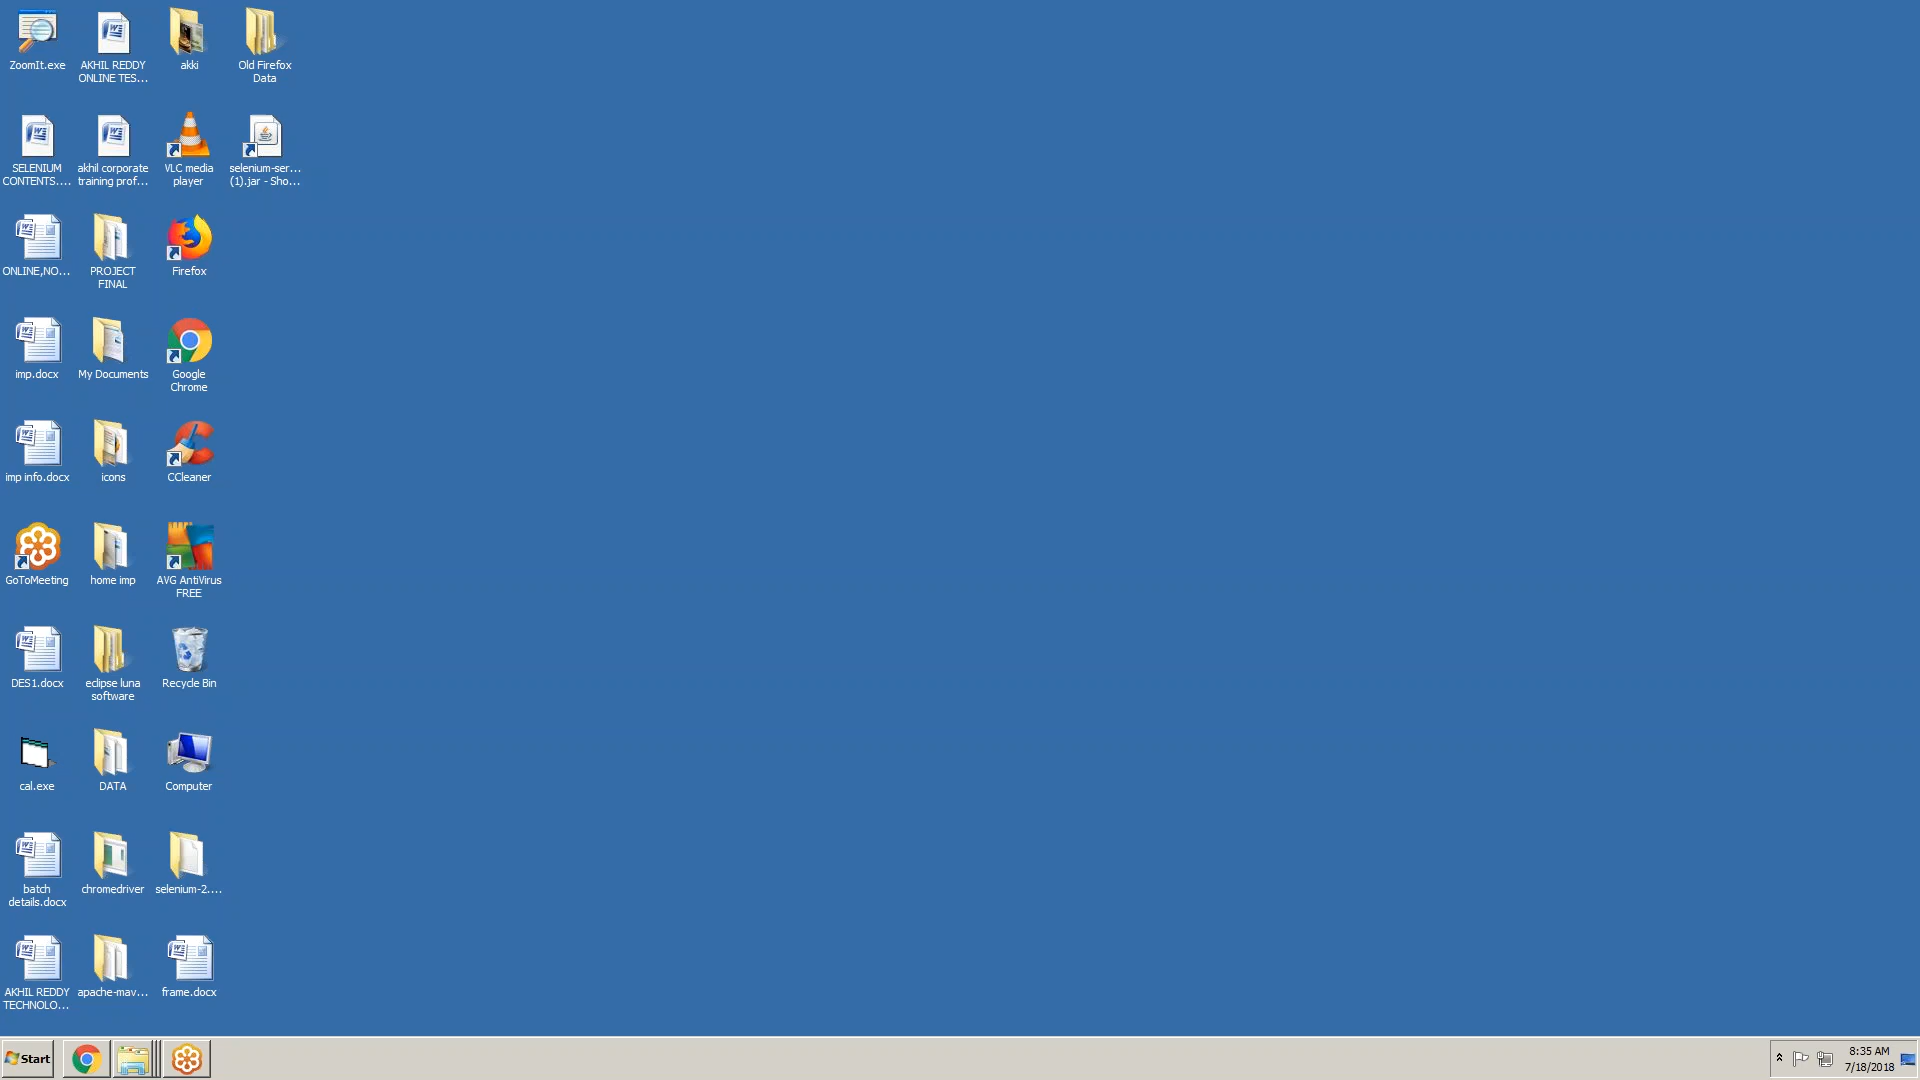 ZoomIt.exe
AKHIL REDDY
ONLINE TES...
akki
Old Firefox
Data
SELENIUM
CONTENTS....
akhil corporate
training prof...
VLC media
player
selenium-ser...
(1).jar - Sho...
ONLINE,NO...
PROJECT
FINAL
Firefox
imp.docx
My Documents
Google
Chrome
imp info.docx
icons
CCleaner
GoToMeeting
home imp
AVG AntiVirus
FREE
DES1.docx
eclipse luna
software
Recycle Bin
cal.exe
DATA
Computer
batch
details.docx
chromedriver
selenium-2....
AKHIL REDDY
TECHNOLO...
apache-mav...
frame.docx
Start
8:35 AM
7/18/2018